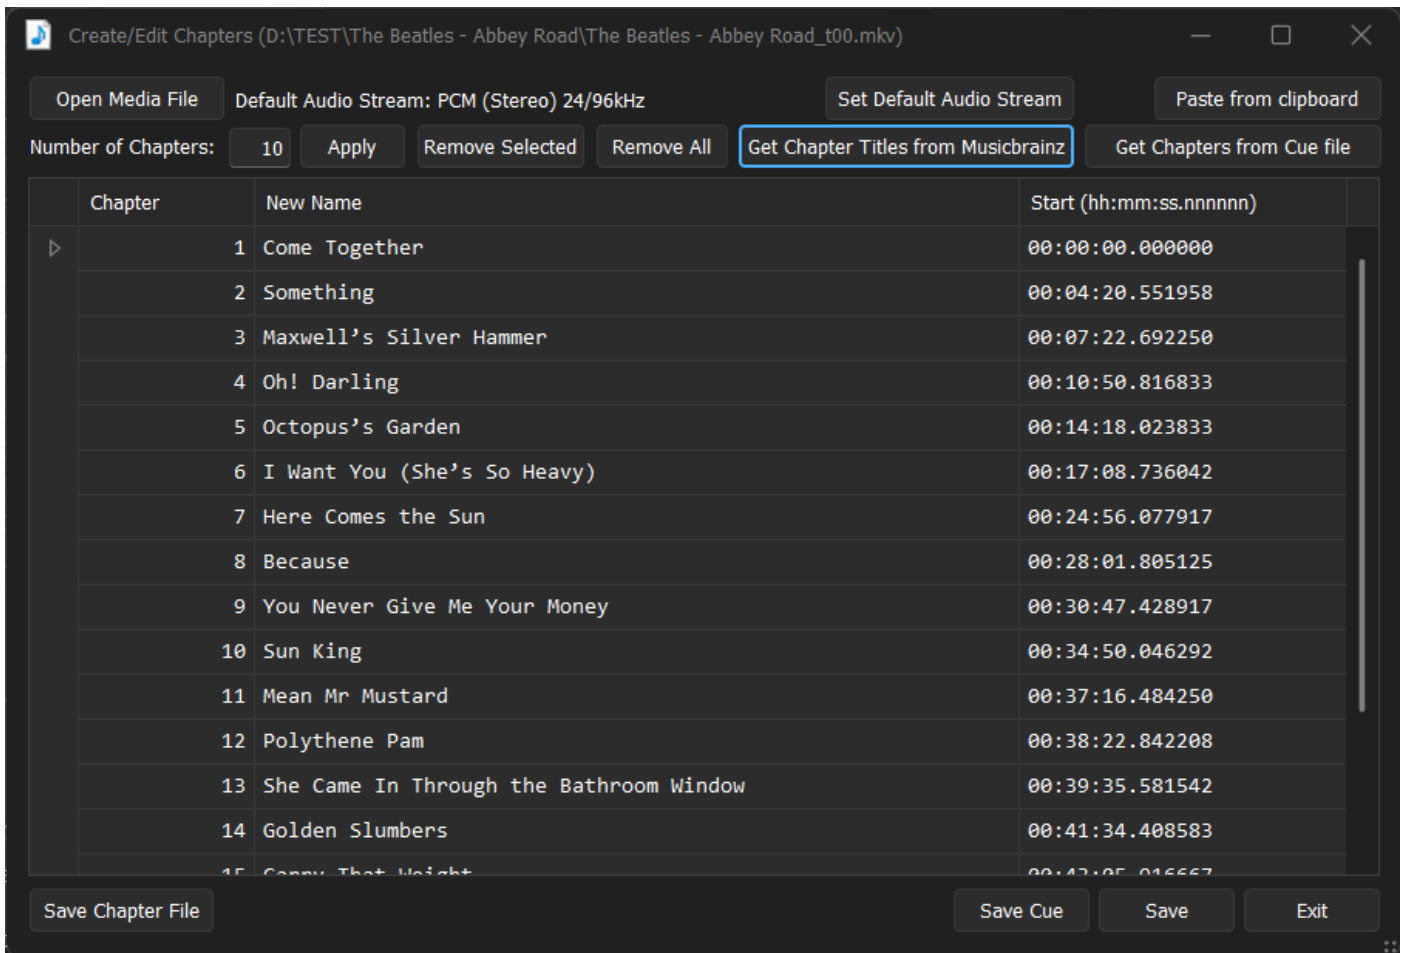 Create/Edit Chapters (D:\TEST\The Beatles - Abbey Road\The Beatles - Abbey Road_t00.mkv)
Open Media File Default Audio Stream: PCM (Stereo) 24/96kHz Set Default Audio Stream Paste from clipboard
Number of Chapters: 10 Apply Remove Selected Remove All Get Chapter Titles from Musicbrainz Get Chapters from Cue file
Chapter New Name Start (hh:mm:ss.nnnnnn)
1 Come Together 00:00:00.000000
2 Something 00:04:20.551958
3 Maxwell’s Silver Hammer 00:07:22.692250
4 Oh! Darling 00:10:50.816833
5 Octopus’s Garden 00:14:18.023833
6 I Want You (She’s So Heavy) 00:17:08.736042
7 Here Comes the Sun 00:24:56.077917
8 Because 00:28:01.805125
9 You Never Give Me Your Money 00:30:47.428917
10 Sun King 00:34:50.046292
11 Mean Mr Mustard 00:37:16.484250
12 Polythene Pam 00:38:22.842208
13 She Came In Through the Bathroom Window 00:39:35.581542
14 Golden Slumbers 00:41:34.408583
15 Carry That Weight 00:43:05.916667
Save Chapter File Save Cue Save Exit